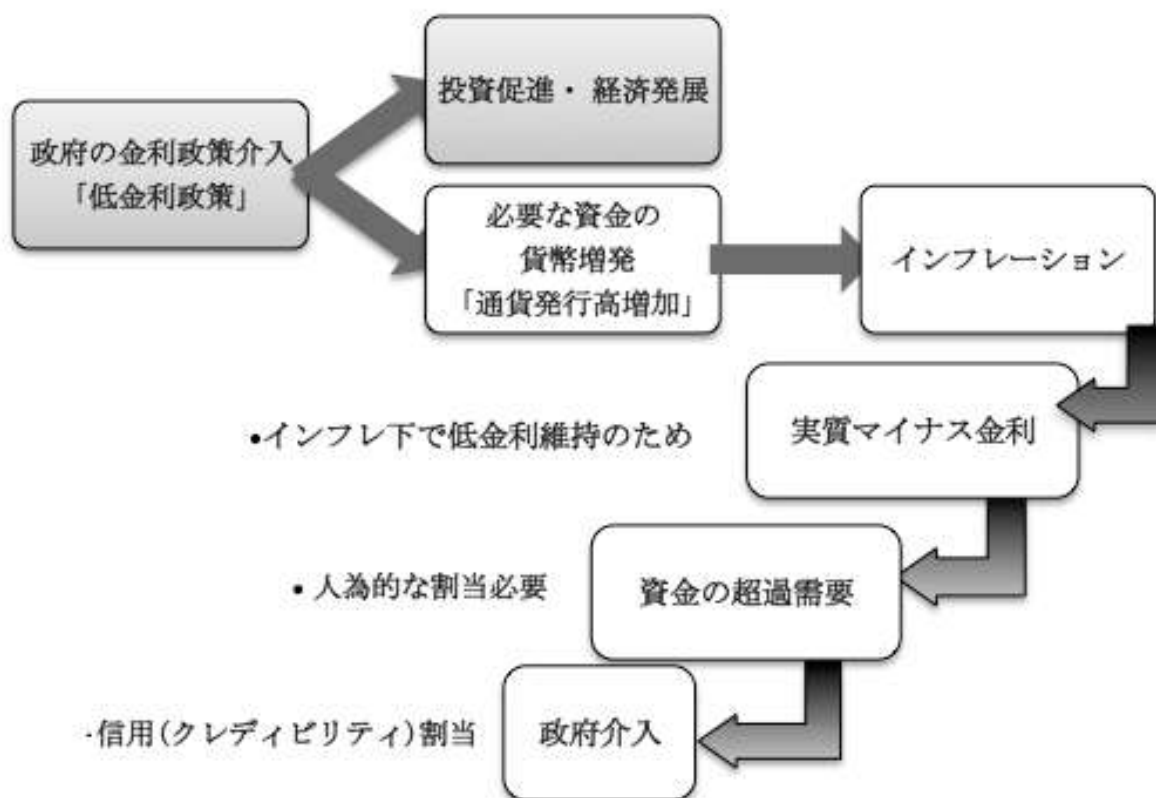 投資促進・ 経済発展
政府の金利政策介入
「低金利政策」
必要な資金の
貨幣増発
「通貨発行高増加」
インフレーション
•インフレ下で低金利維持のため
実質マイナス金利
• 人為的な割当必要
資金の超過需要
·信用(クレディビリティ)割当
政府介入